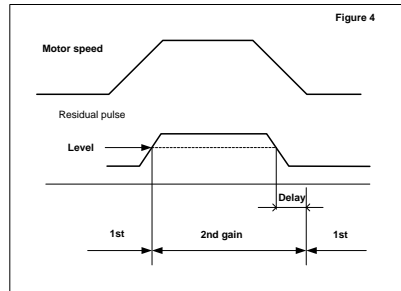 Figure 4
Motor speed
Residual pulse
Level
Delay
1st
2nd gain
1st